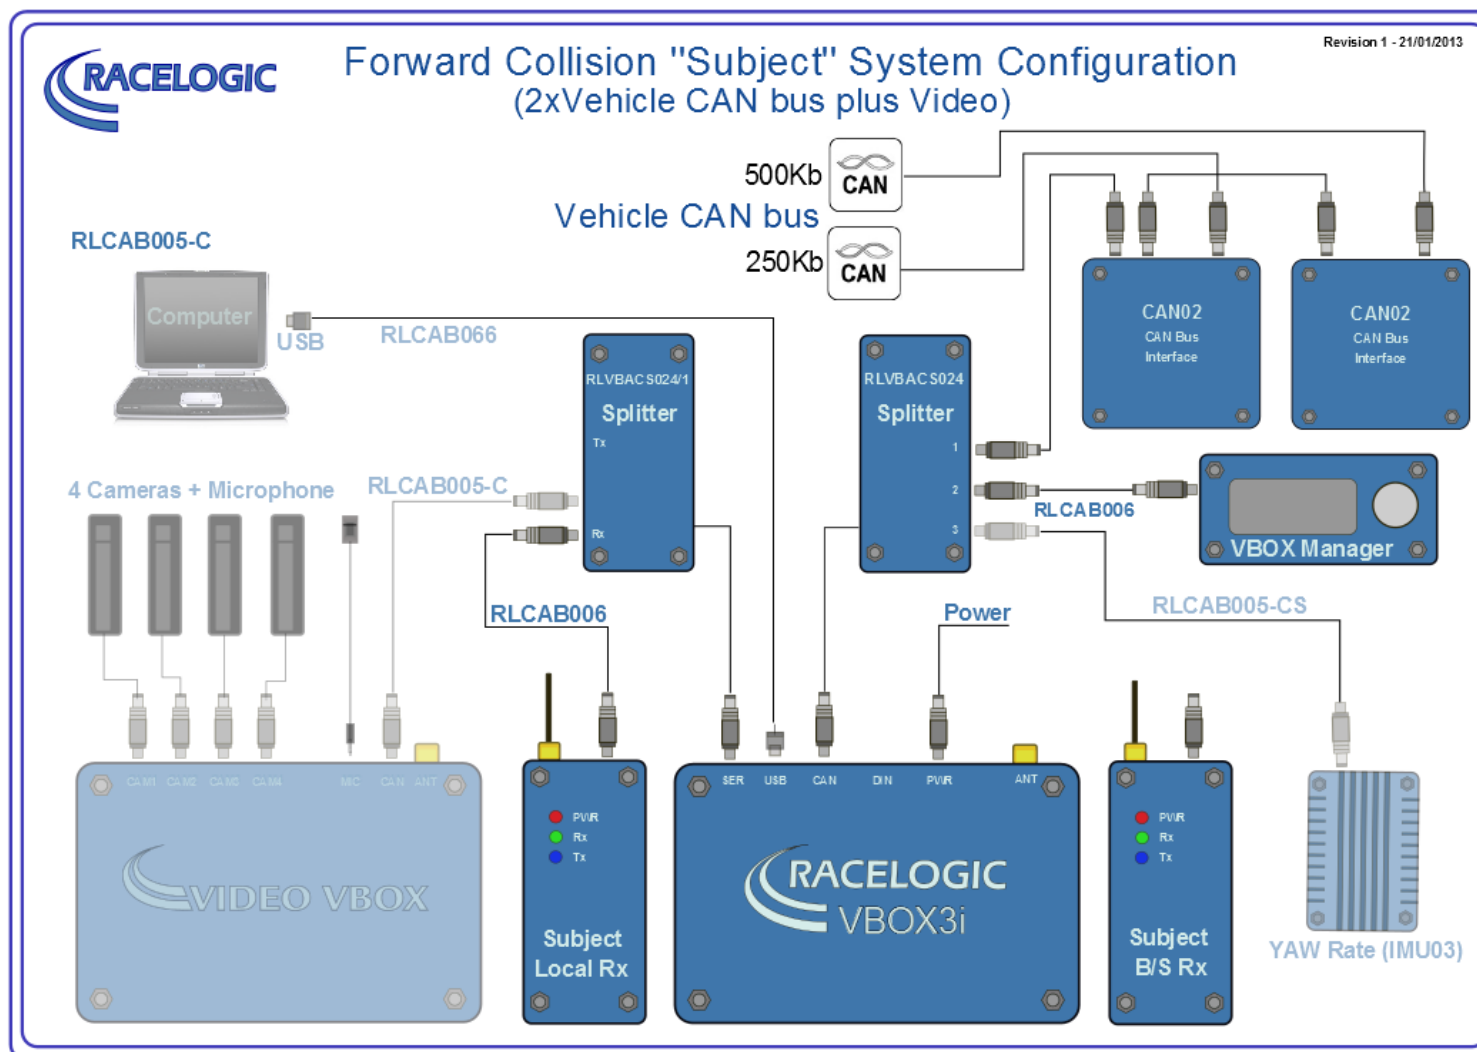 Revision 1 - 21/01/2013
RACELOGIC
Forward Collision "Subject" System Configuration
(2xVehicle CAN bus plus Video)
500Kb
CAN
Vehicle CAN bus
250Kb
CAN
RLCAB005-C
Computer
USB
RLCAB066
RLVBACS024/1
Splitter
Tx
Rx
RLVBACS024
Splitter
1
2
3
CAN02
CAN Bus
Interface
CAN02
CAN Bus
Interface
4 Cameras + Microphone
RLCAB005-C
RLCAB006
VBOX Manager
RLCAB006
Power
RLCAB005-CS
CAM1 CAM2 CAM3 CAM4 MIC CAN ANT
VIDEO VBOX
PWR
Rx
Tx
Subject
Local Rx
SER USB CAN DIN PWR ANT
RACELOGIC
VBOX3i
PWR
Rx
Tx
Subject
B/S Rx
YAW Rate (IMU03)